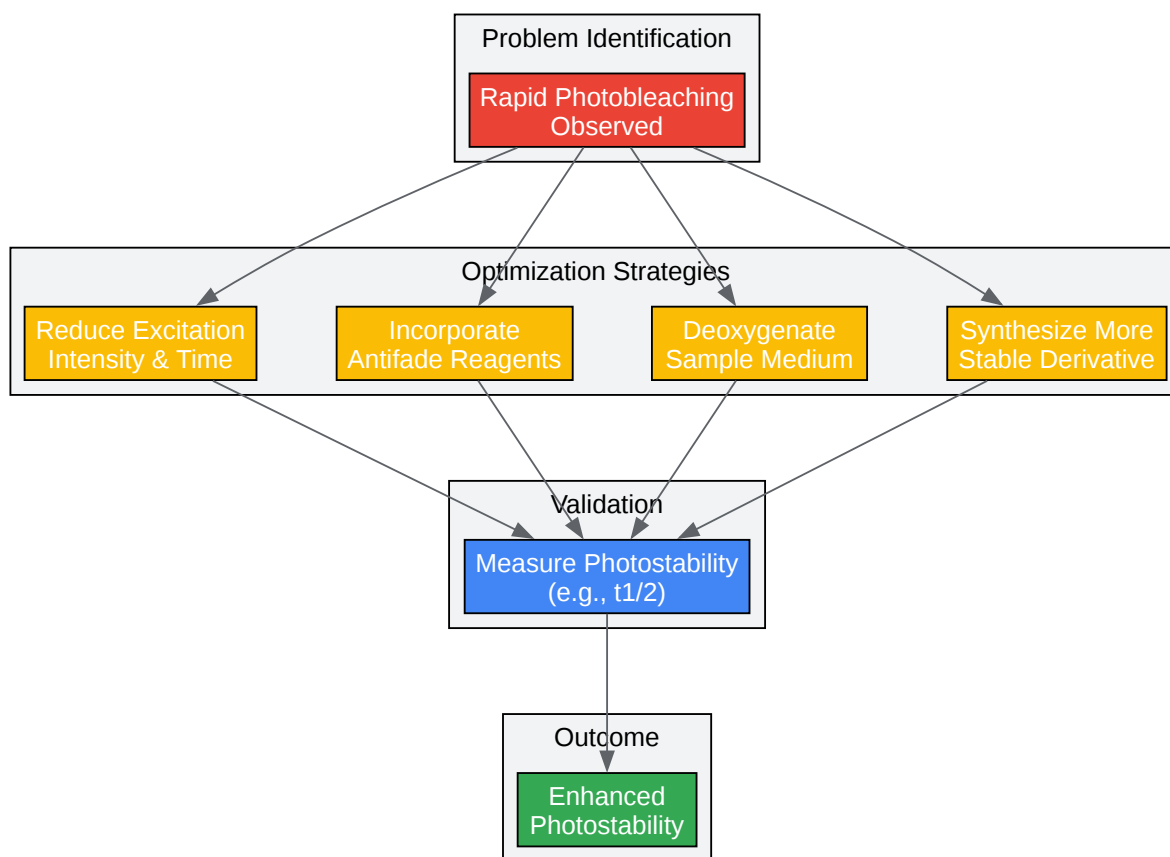 Problem Identification
Rapid Photobleaching
Observed
Optimization Strategies
Reduce Excitation
Intensity & Time
Incorporate
Antifade Reagents
Deoxygenate
Sample Medium
Synthesize More
Stable Derivative
Validation
Measure Photostability
(e.g., t1/2)
Outcome
Enhanced
Photostability